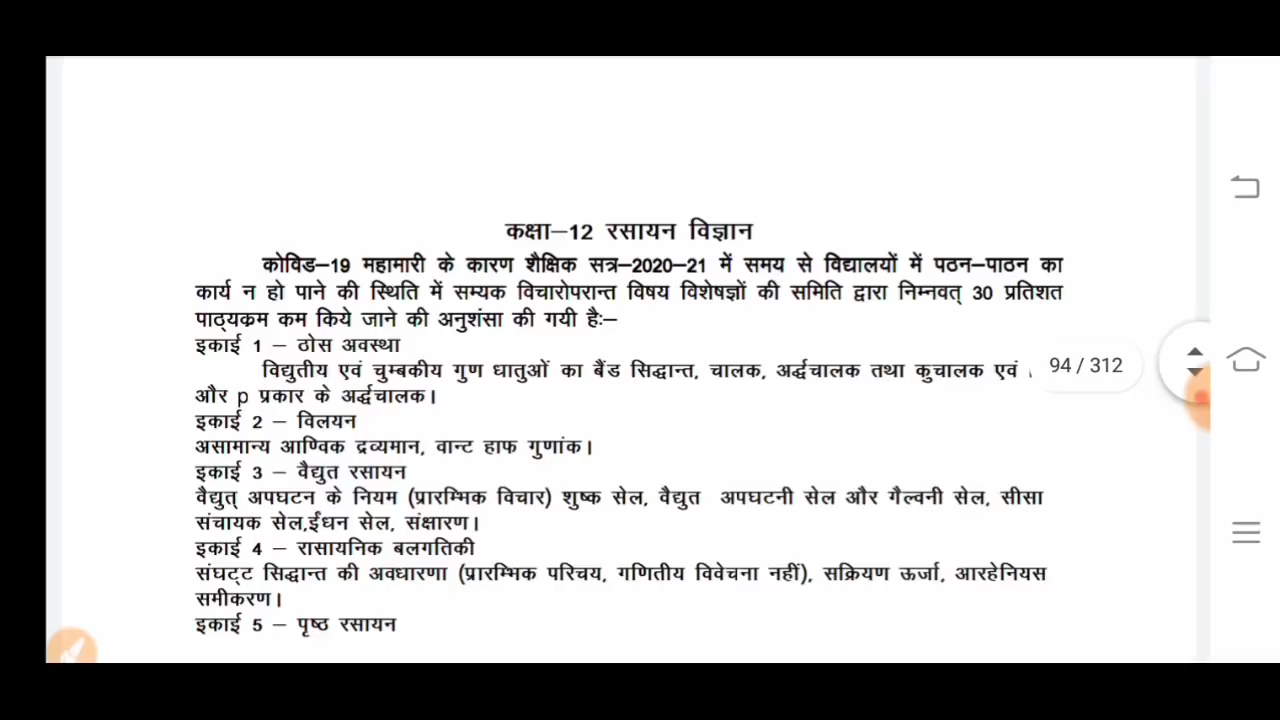 कक्षा–12 रसायन विज्ञान
कोविड–19 महामारी के कारण शैक्षिक सत्र–2020–21 में समय से विद्यालयों में पठन–पाठन का
कार्य न हो पाने की स्थिति में सम्यक विचारोपरान्त विषय विशेषज्ञों की समिति द्वारा निम्नवत् 30 प्रतिशत
पाठ्यक्रम कम किये जाने की अनुशंसा की गयी हैः–
इकाई 1 – ठोस अवस्था
विद्युतीय एवं चुम्बकीय गुण धातुओं का बैंड सिद्धान्त, चालक, अर्द्धचालक तथा कुचालक एवं
94 / 312
और p प्रकार के अर्द्धचालक।
इकाई 2 – विलयन
असामान्य आण्विक द्रव्यमान, वान्ट हाफ गुणांक।
इकाई 3 – वैद्युत रसायन
वैद्युत् अपघटन के नियम (प्रारम्भिक विचार) शुष्क सेल, वैद्युत अपघटनी सेल और गैल्वनी सेल, सीसा
संचायक सेल,ईंधन सेल, संक्षारण।
इकाई 4 – रासायनिक बलगतिकी
संघट्ट सिद्धान्त की अवधारणा (प्रारम्भिक परिचय, गणितीय विवेचना नहीं), सक्रियण ऊर्जा, आरहेनियस
समीकरण।
इकाई 5 – पृष्ठ रसायन